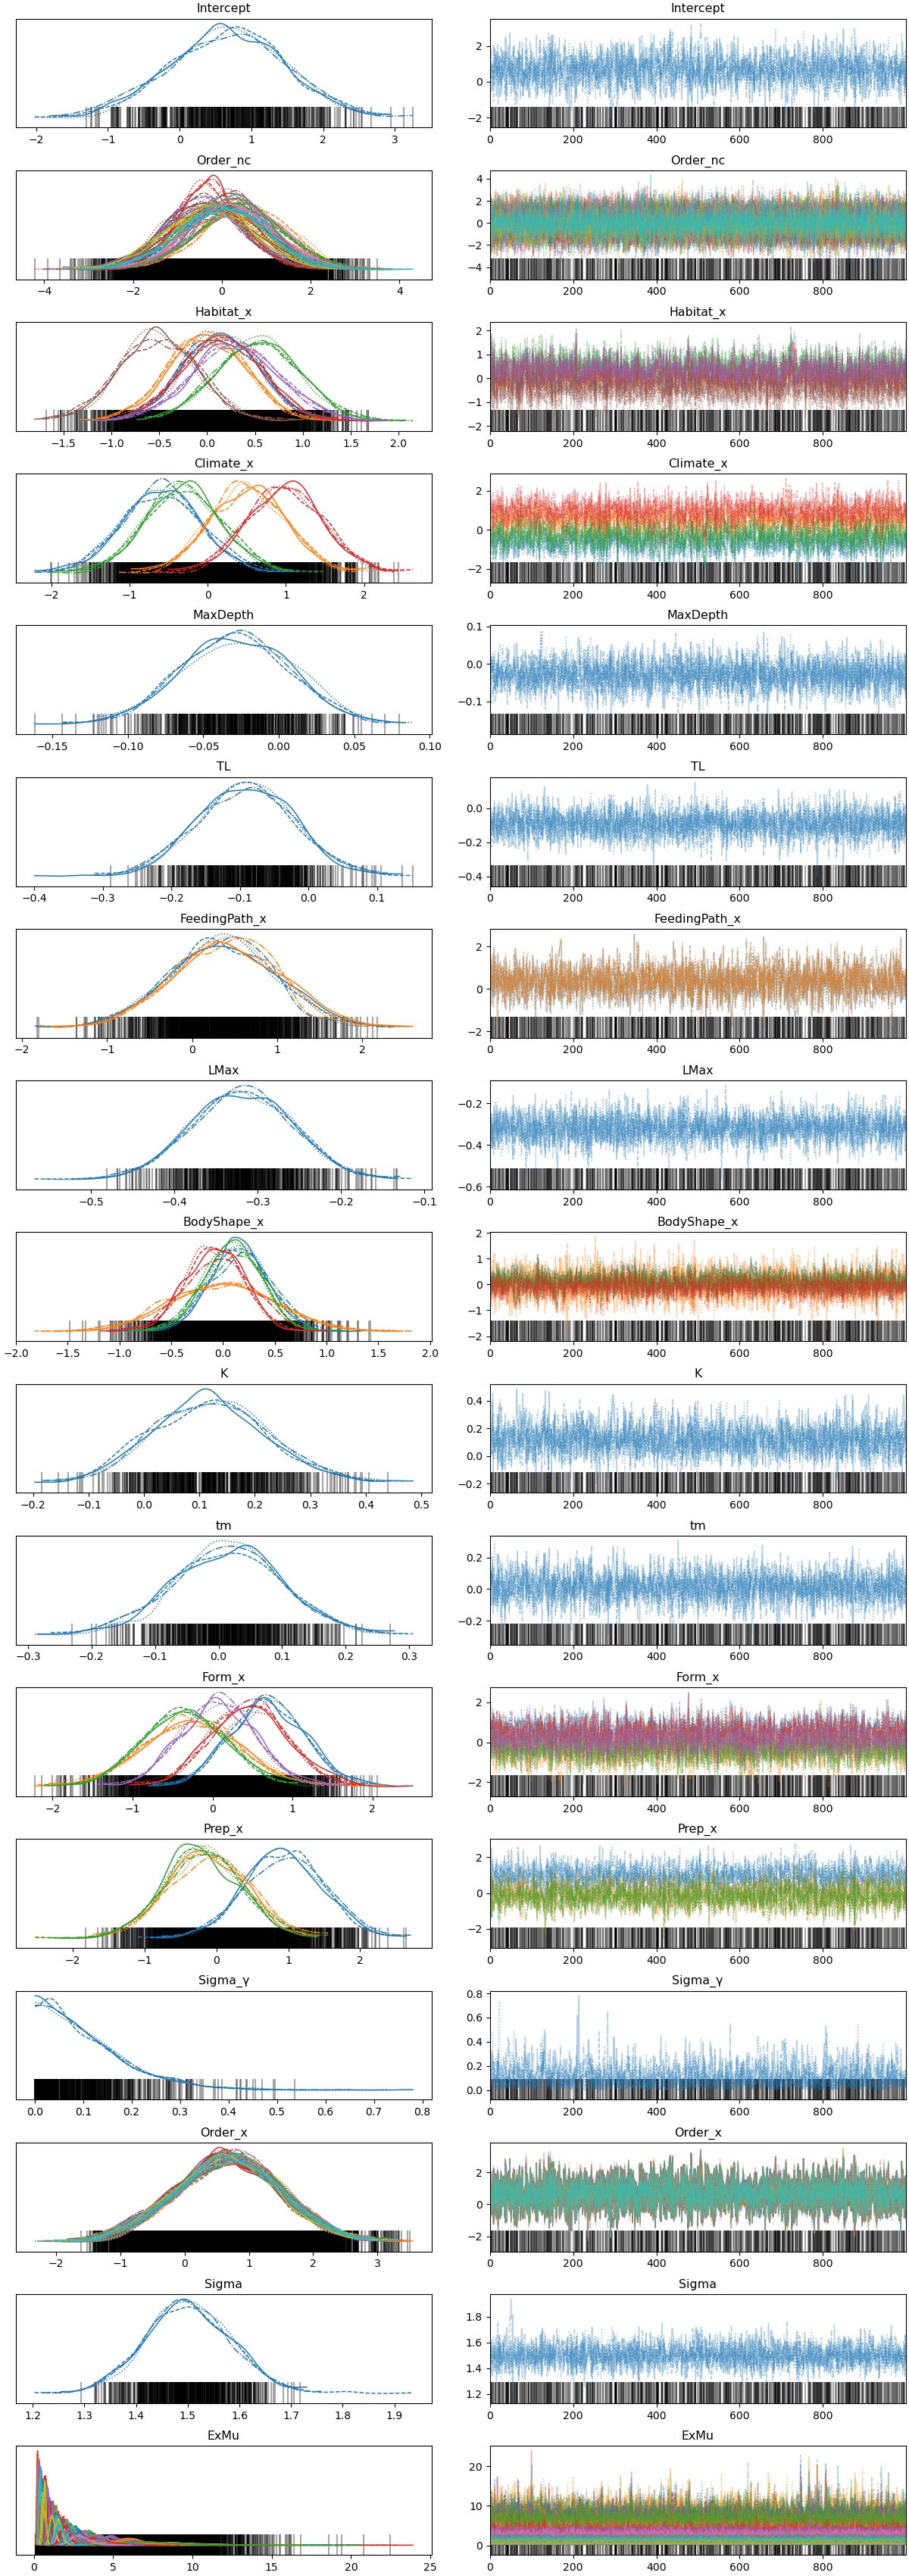 Intercept Intercept
−2 −1 0 1 2 3
2
0
−2
0 200 400 600 800
Order_nc Order_nc
−4 −2 0 2 4
4
2
0
−2
−4
0 200 400 600 800
Habitat_x Habitat_x
−1.5 −1.0 −0.5 0.0 0.5 1.0 1.5 2.0
2
1
0
−1
−2
0 200 400 600 800
Climate_x Climate_x
−2 −1 0 1 2
2
0
−2
0 200 400 600 800
MaxDepth MaxDepth
−0.15 −0.10 −0.05 0.00 0.05 0.10
0.1
0.0
−0.1
0 200 400 600 800
TL TL
−0.4 −0.3 −0.2 −0.1 0.0 0.1
0.0
−0.2
−0.4
0 200 400 600 800
FeedingPath_x FeedingPath_x
−2 −1 0 1 2
2
0
−2
0 200 400 600 800
LMax LMax
−0.5 −0.4 −0.3 −0.2 −0.1
−0.2
−0.4
−0.6
0 200 400 600 800
BodyShape_x BodyShape_x
−2.0 −1.5 −1.0 −0.5 0.0 0.5 1.0 1.5 2.0
2
1
0
−1
−2
0 200 400 600 800
K K
−0.2 −0.1 0.0 0.1 0.2 0.3 0.4 0.5
0.4
0.2
0.0
−0.2
0 200 400 600 800
tm tm
−0.3 −0.2 −0.1 0.0 0.1 0.2 0.3
0.2
0.0
−0.2
0 200 400 600 800
Form_x Form_x
−2 −1 0 1 2
2
0
−2
0 200 400 600 800
Prep_x Prep_x
−2 −1 0 1 2
2
0
−2
0 200 400 600 800
Sigma_γ Sigma_γ
0.0 0.1 0.2 0.3 0.4 0.5 0.6 0.7 0.8
0.8
0.6
0.4
0.2
0.0
0 200 400 600 800
Order_x Order_x
−2 −1 0 1 2 3
2
0
−2
0 200 400 600 800
Sigma Sigma
1.2 1.3 1.4 1.5 1.6 1.7 1.8 1.9
1.8
1.6
1.4
1.2
0 200 400 600 800
ExMu ExMu
0 5 10 15 20 25
20
10
0
0 200 400 600 800